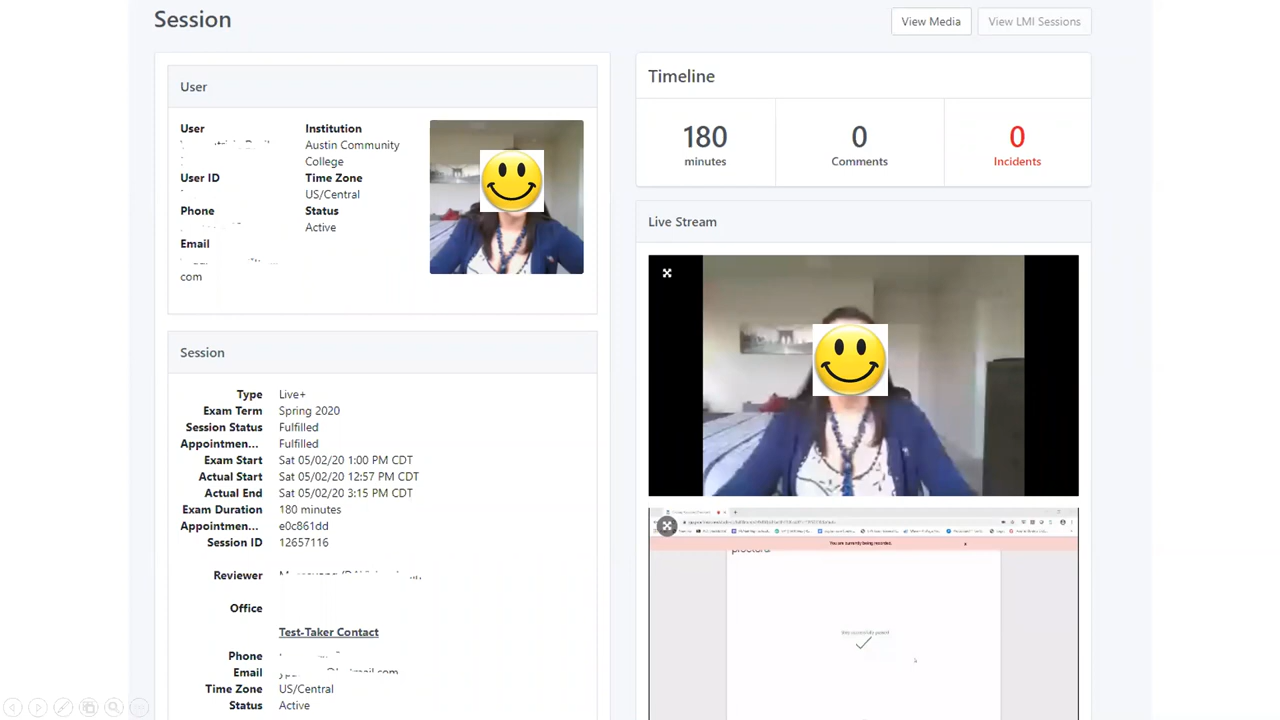 Session
View Media
View LMI Sessions
User
User
User ID
Phone
Email
com
Institution
Austin Community
College
Time Zone
US/Central
Status
Active
Session
Type Live+
Exam Term Spring 2020
Session Status Fulfilled
Appointmen... Fulfilled
Exam Start Sat 05/02/20 1:00 PM CDT
Actual Start Sat 05/02/20 12:57 PM CDT
Actual End Sat 05/02/20 3:15 PM CDT
Exam Duration 180 minutes
Appointmen... e0c861dd
Session ID 12657116
Reviewer
Office
Test-Taker Contact
Phone
Email
Time Zone US/Central
Status Active
Timeline
180
minutes
0
Comments
0
Incidents
Live Stream
You are currently being recorded.